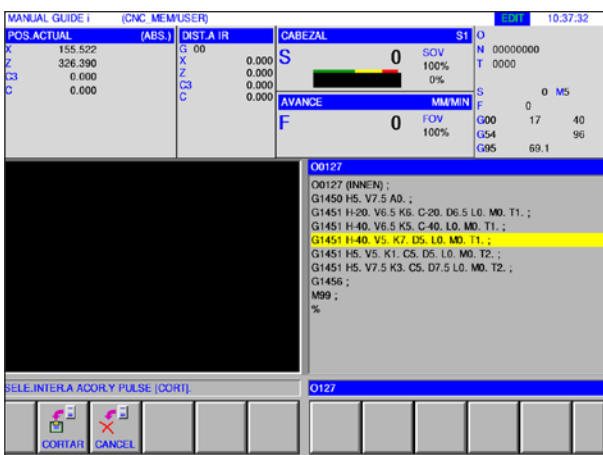 MANUAL GUIDE i (CNC_MEM/USER) EDIT 10:37:32
POS.ACTUAL (ABS.) DIST.A IR CABEZAL S1 O
X 155.522 G 00 S 0 SOV N 00000000
Z 326.390 X 0.000 100% T 0000
C3 0.000 Z 0.000 0%
C 0.000 C3 0.000 S 0 M5
C 0.000 AVANCE MM/MIN F 0
F 0 FOV G00 17 40
100% G54 96
G95 69.1
O0127
O0127 (INNEN) ;
G1450 H5. V7.5 A0. ;
G1451 H-20. V6.5 K6. C-20. D6.5 L0. M0. T1. ;
G1451 H-40. V6.5 K5. C-40. L0. M0. T1. ;
G1451 H-40. V5. K7. D5. L0. M0. T1. ;
G1451 H5. V5. K1. C5. D5. L0. M0. T2. ;
G1451 H5. V7.5 K3. C5. D7.5 L0. M0. T2. ;
G1456 ;
M99 ;
%
SELE.INTER.A ACOR.Y PULSE [CORT]. 0127
CORTAR CANCEL